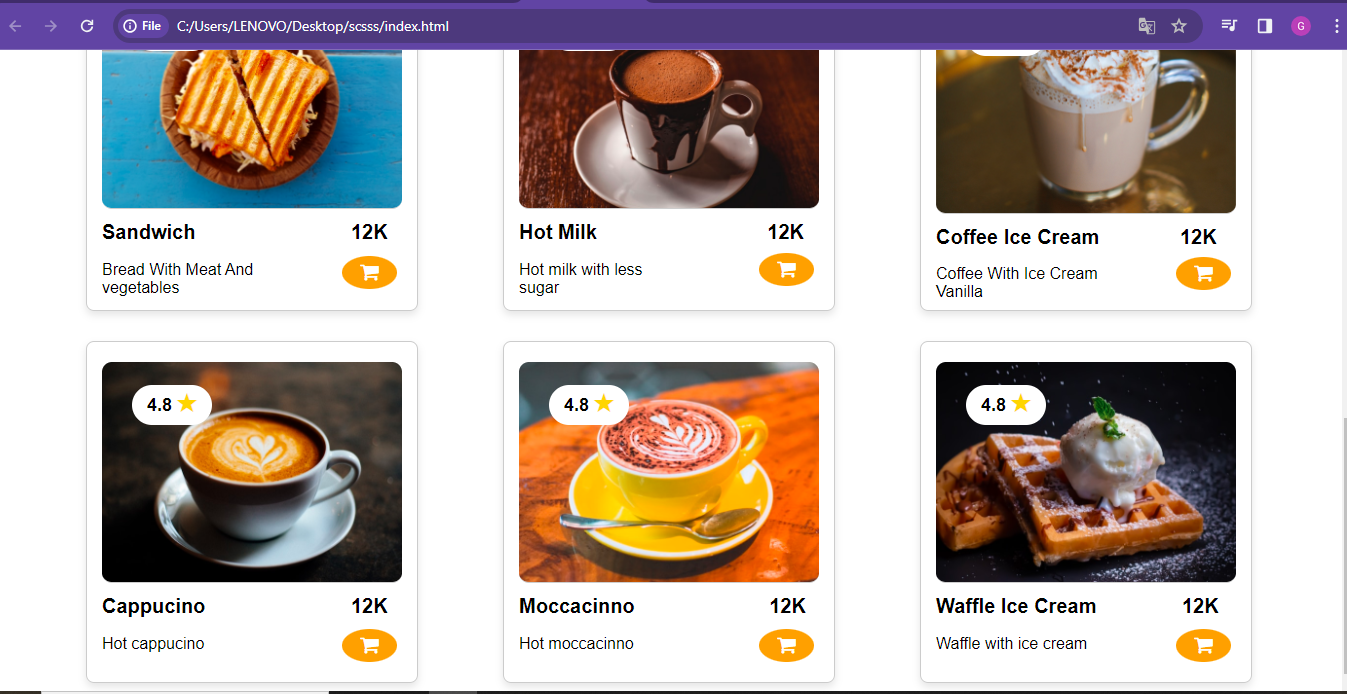 File C:/Users/LENOVO/Desktop/scsss/index.html G
Sandwich 12K
Bread With Meat And
vegetables
Hot Milk 12K
Hot milk with less
sugar
Coffee Ice Cream 12K
Coffee With Ice Cream
Vanilla
4.8
Cappucino 12K
Hot cappucino
4.8
Moccacinno 12K
Hot moccacinno
4.8
Waffle Ice Cream 12K
Waffle with ice cream